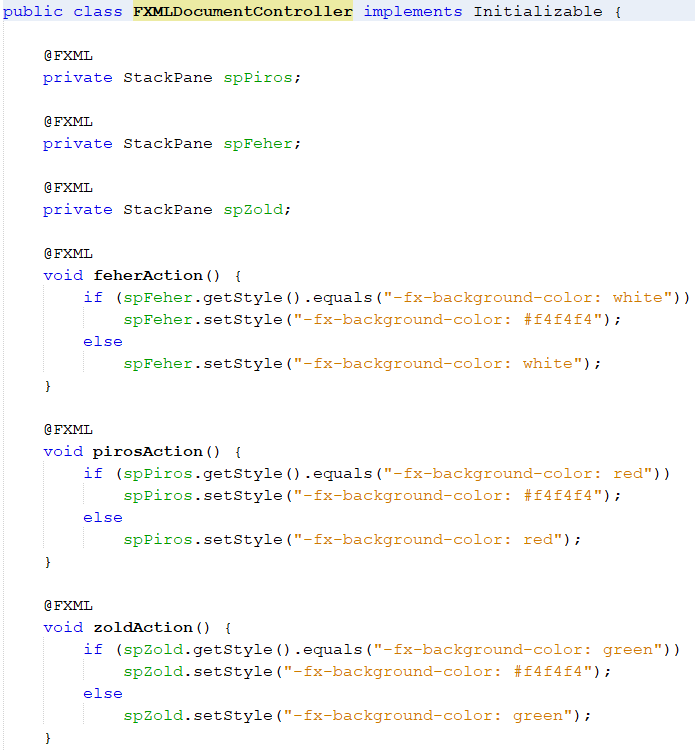 public class FXMLDocumentController implements Initializable {
@FXML
private StackPane spPiros;
@FXML
private StackPane spFeher;
@FXML
private StackPane spZold;
@FXML
void feherAction() {
if (spFeher.getStyle().equals("-fx-background-color: white"))
spFeher.setStyle("-fx-background-color: #f4f4f4");
else
spFeher.setStyle("-fx-background-color: white");
}
@FXML
void pirosAction() {
if (spPiros.getStyle().equals("-fx-background-color: red"))
spPiros.setStyle("-fx-background-color: #f4f4f4");
else
spPiros.setStyle("-fx-background-color: red");
}
@FXML
void zoldAction() {
if (spZold.getStyle().equals("-fx-background-color: green"))
spZold.setStyle("-fx-background-color: #f4f4f4");
else
spZold.setStyle("-fx-background-color: green");
}